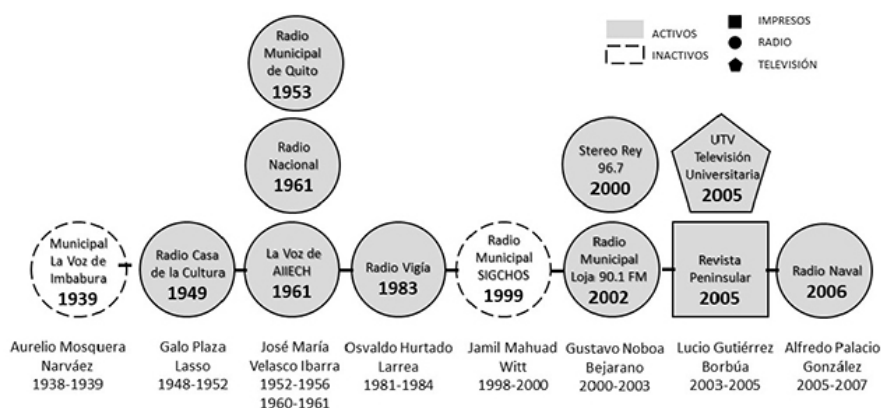 ACTIVOS
INACTIVOS
IMPRESOS
RADIO
TELEVISIÓN
Radio
Municipal
de Quito
1953
Radio
Nacional
1961
Stereo Rey
96.7
2000
UTV
Televisión
Universitaria
2005
Municipal
La Voz de
Imbabura
1939
Radio Casa
de la Cultura
1949
La Voz de
AIIECH
1961
Radio Vigía
1983
Radio
Municipal
SIGCHOS
1999
Radio
Municipal
Loja 90.1 FM
2002
Revista
Peninsular
2005
Radio Naval
2006
Aurelio Mosquera
Narváez
1938-1939
Galo Plaza
Lasso
1948-1952
José María
Velasco Ibarra
1952-1956
1960-1961
Osvaldo Hurtado
Larrea
1981-1984
Jamil Mahuad
Witt
1998-2000
Gustavo Noboa
Bejarano
2000-2003
Lucio Gutiérrez
Borbúa
2003-2005
Alfredo Palacio
González
2005-2007